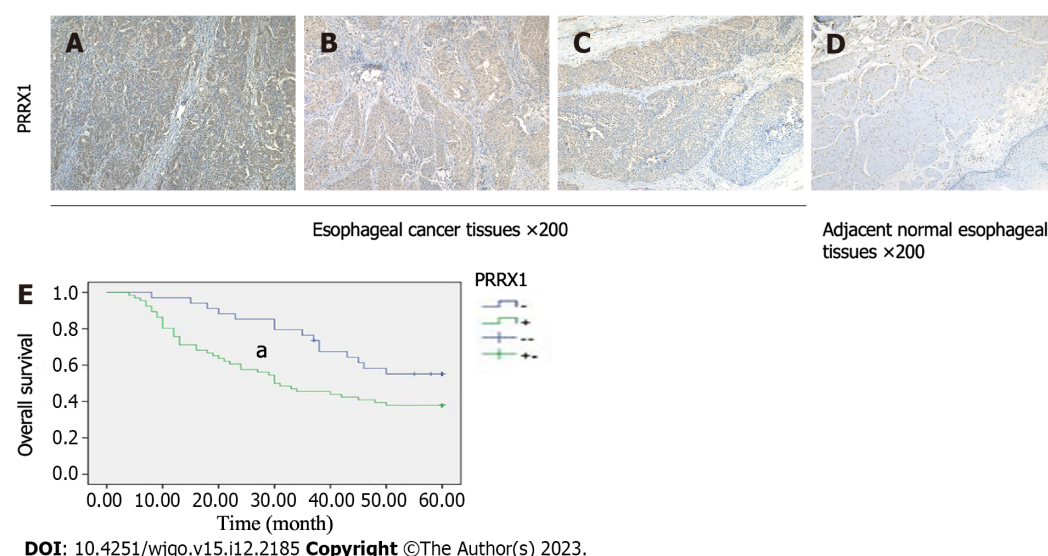 A
B
C
D
PRRX1
Esophageal cancer tissues ×200
Adjacent normal esophageal
tissues ×200
E
PRRX1
-
+
--
+-
a
Overall survival
1.0
0.8
0.6
0.4
0.2
0.0
0.00 10.00 20.00 30.00 40.00 50.00 60.00
Time (month)
DOI: 10.4251/wjgo.v15.i12.2185 Copyright ©The Author(s) 2023.